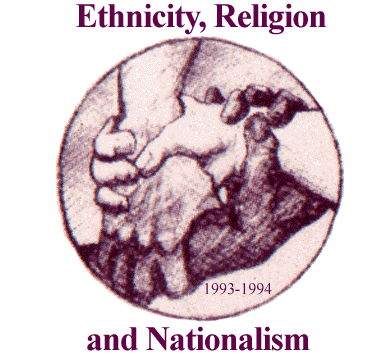 Ethnicity, Religion
1993-1994
and Nationalism